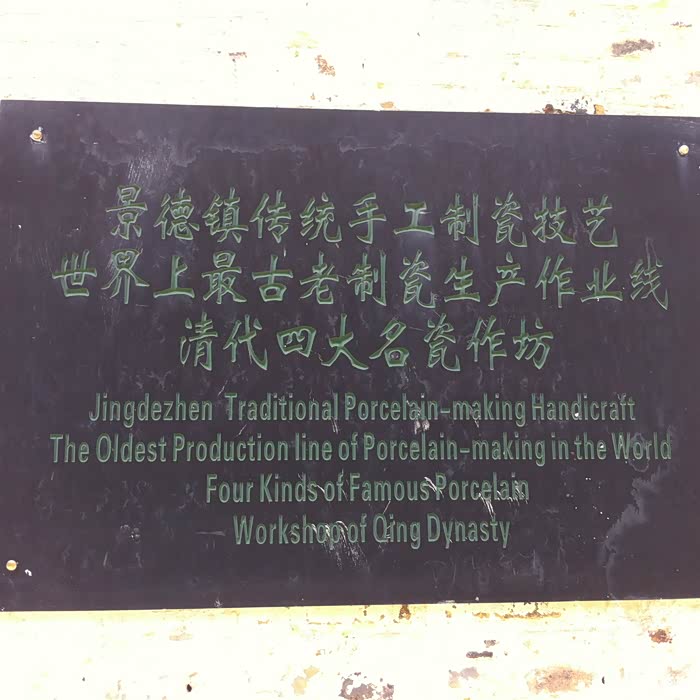 景德镇传统手工制瓷技艺
世界上最古老制瓷生产作业线
清代四大名瓷作坊
Jingdezhen Traditional Porcelain-making Handicraft
The Oldest Production line of Porcelain-making in the World
Four Kinds of Famous Porcelain
Workshop of Qing Dynasty